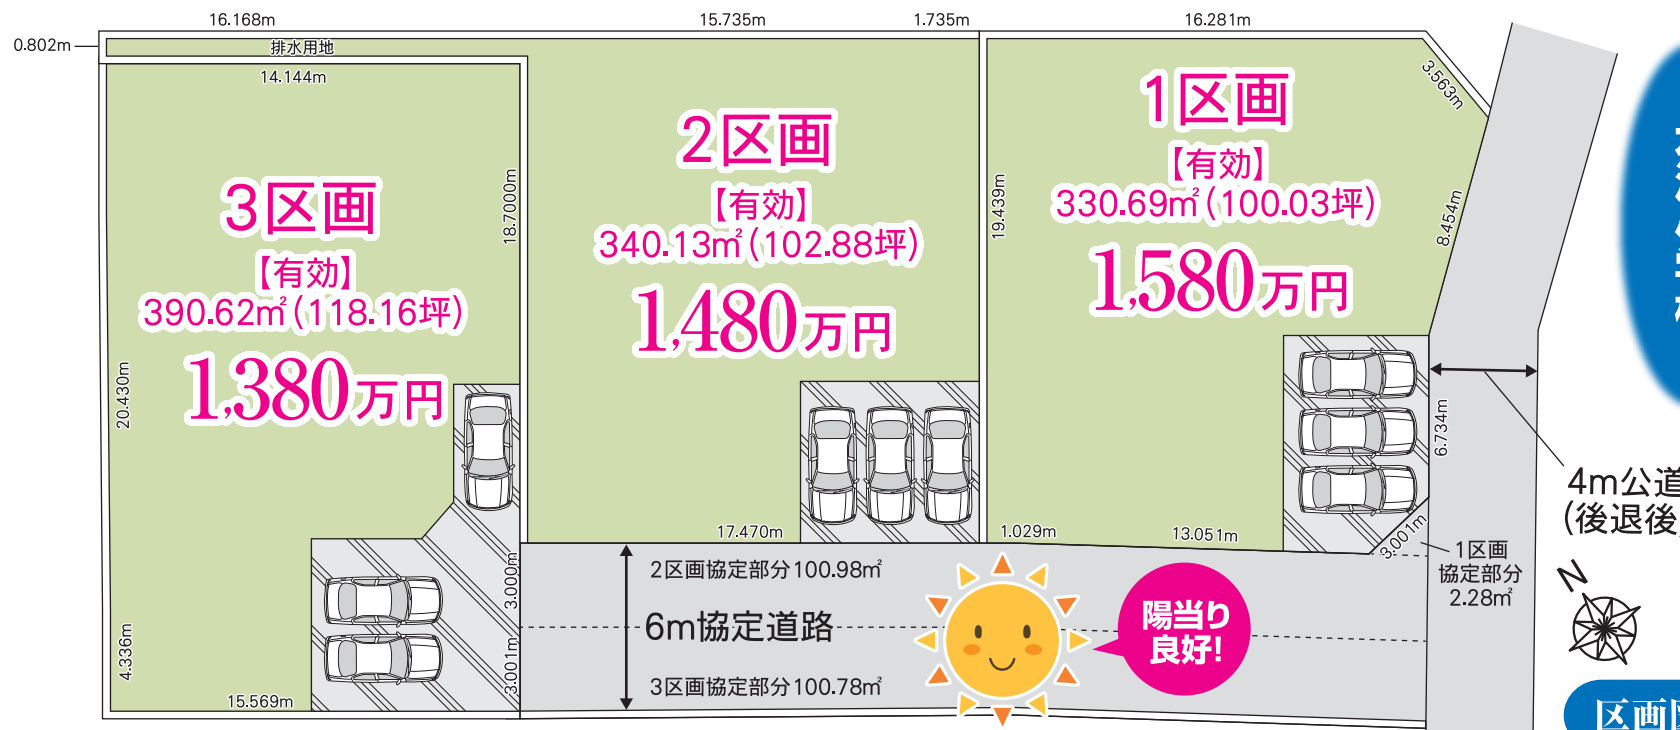 16.168m
15.735m
1.735m
16.281m
0.802m
排水用地
14.144m
3.563m
3区画
【有効】
390.62㎡(118.16坪)
1,380万円
18.7000m
20.430m
4.336m
15.569m
3.000m
3.001m
2区画
【有効】
340.13㎡(102.88坪)
1,480万円
17.470m
1区画
【有効】
330.69㎡(100.03坪)
1,580万円
19.439m
8.454m
6.734m
1.029m
13.051m
3.001m
4m公道
(後退後
1区画
協定部分
2.28㎡
2区画協定部分100.98㎡
6m協定道路
3区画協定部分100.78㎡
陽当り
良好!
N
区画図